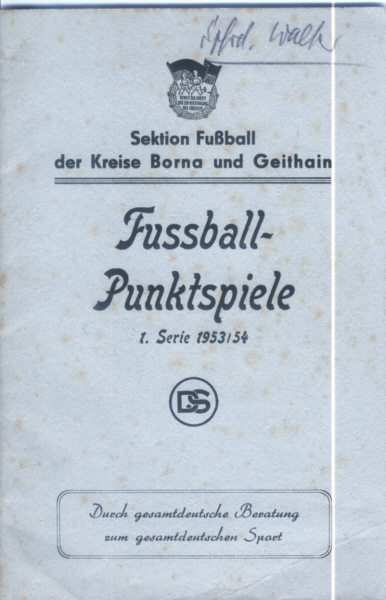 Sektion Fußball
der Kreise Borna und Geithain
Fussball-
Punktspiele
1. Serie 1953/54
DS
Durch gesamtdeutsche Beratung
zum gesamtdeutschen Sport